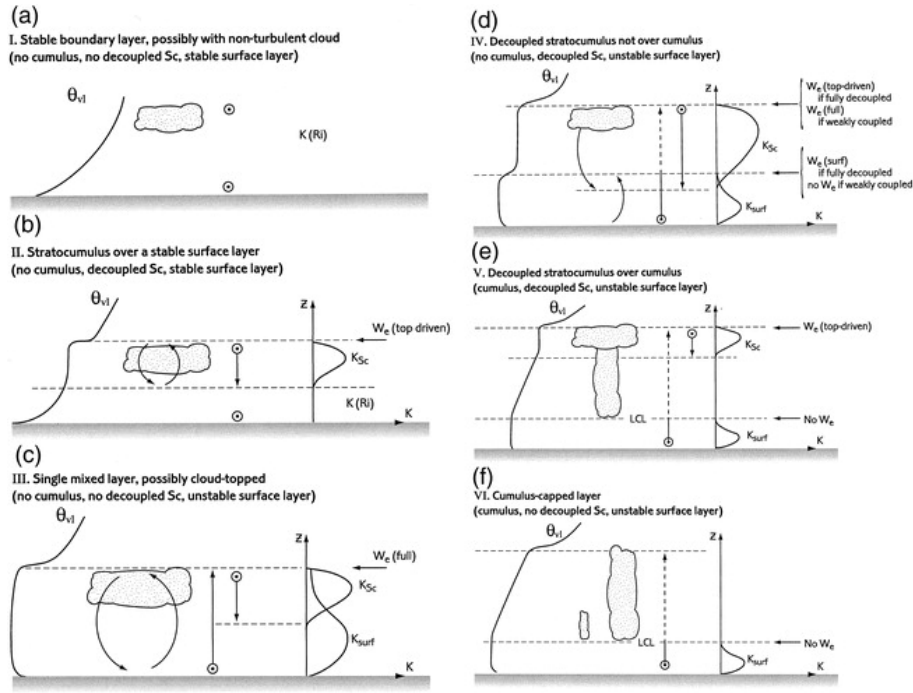 (a)
I. Stable boundary layer, possibly with non-turbulent cloud
(no cumulus, no decoupled Sc, stable surface layer)
θvl
K (Ri)
(b)
II. Stratocumulus over a stable surface layer
(no cumulus, decoupled Sc, stable surface layer)
θvl
Z
We (top driven)
KSc
K (Ri)
K
(c)
III. Single mixed layer, possibly cloud-topped
(no cumulus, no decoupled Sc, unstable surface layer)
θvl
Z
We (full)
KSc
Ksurf
K
(d)
IV. Decoupled stratocumulus not over cumulus
(no cumulus, decoupled Sc, unstable surface layer)
θvl
Z
We (top-driven)
if fully decoupled
We (full)
if weakly coupled
KSc
We (surf)
if fully decoupled
no We if weakly coupled
Ksurf
K
(e)
V. Decoupled stratocumulus over cumulus
(cumulus, decoupled Sc, unstable surface layer)
θvl
Z
We (top-driven)
KSc
LCL
No We
Ksurf
K
(f)
VI. Cumulus-capped layer
(cumulus, no decoupled Sc, unstable surface layer)
θvl
Z
LCL
No We
Ksurf
K